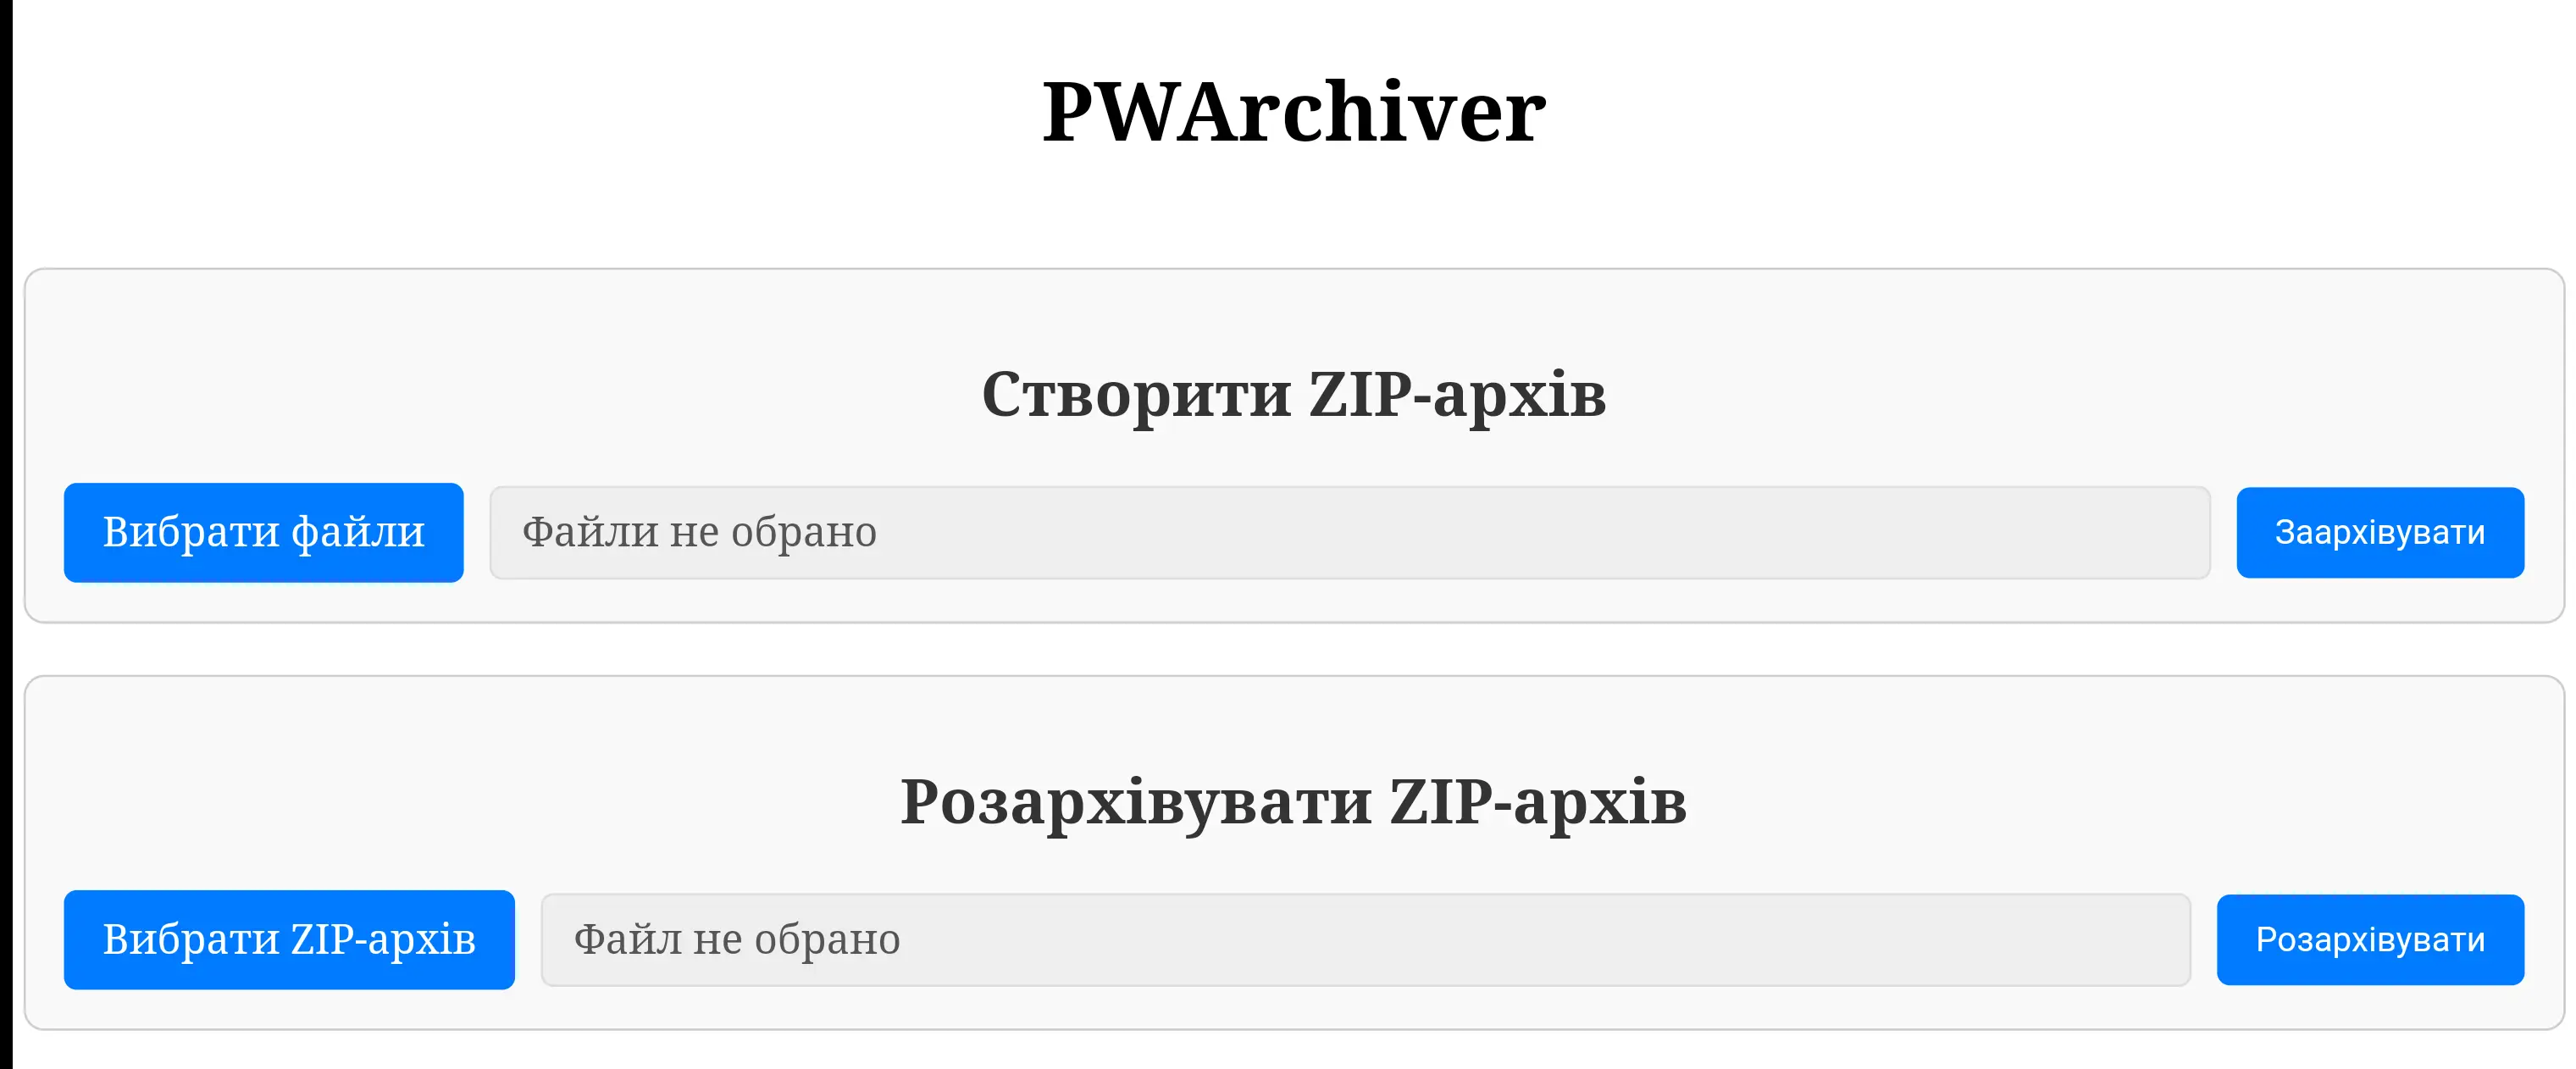 PWArchiver
Створити ZIP-архів
Вибрати файли
Файли не обрано
Заархівувати
Розархівувати ZIP-архів
Вибрати ZIP-архів
Файл не обрано
Розархівувати